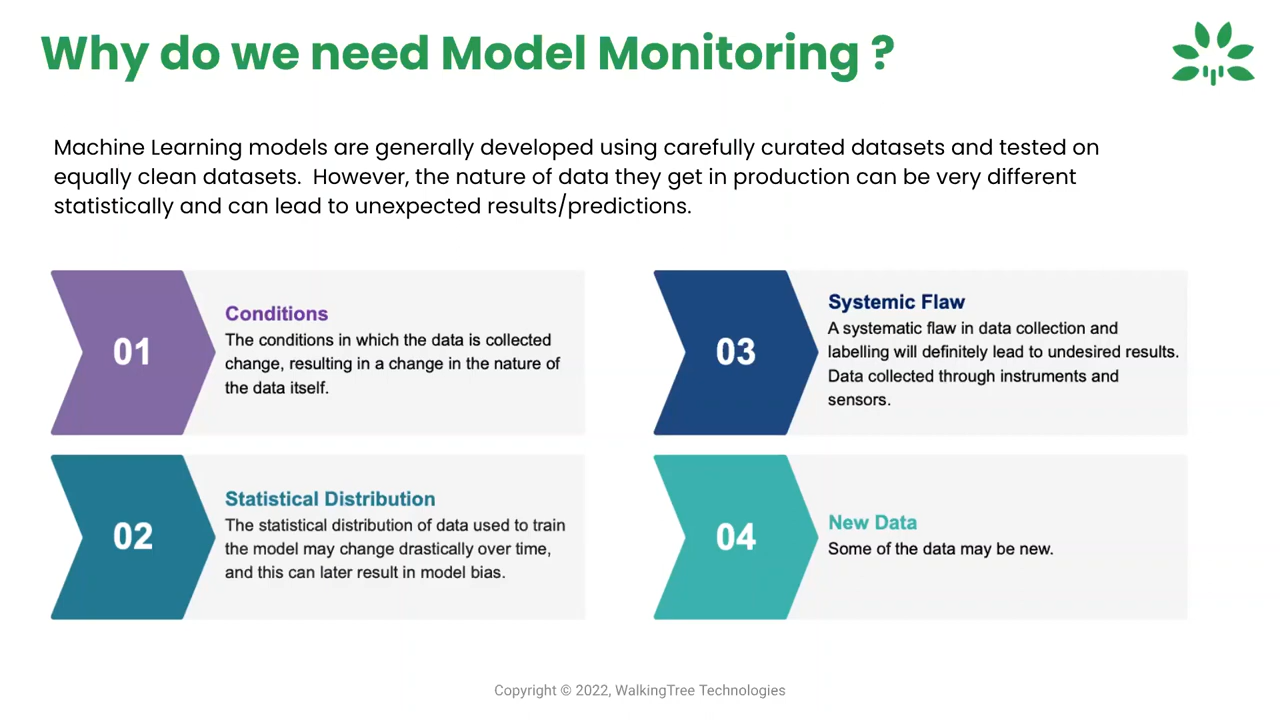 Why do we need Model Monitoring ?
Machine Learning models are generally developed using carefully curated datasets and tested on
equally clean datasets.  However, the nature of data they get in production can be very different
statistically and can lead to unexpected results/predictions.
01
Conditions
The conditions in which the data is collected
change, resulting in a change in the nature of
the data itself.
02
Statistical Distribution
The statistical distribution of data used to train
the model may change drastically over time,
and this can later result in model bias.
03
Systemic Flaw
A systematic flaw in data collection and
labelling will definitely lead to undesired results.
Data collected through instruments and
sensors.
04
New Data
Some of the data may be new.
Copyright © 2022, WalkingTree Technologies